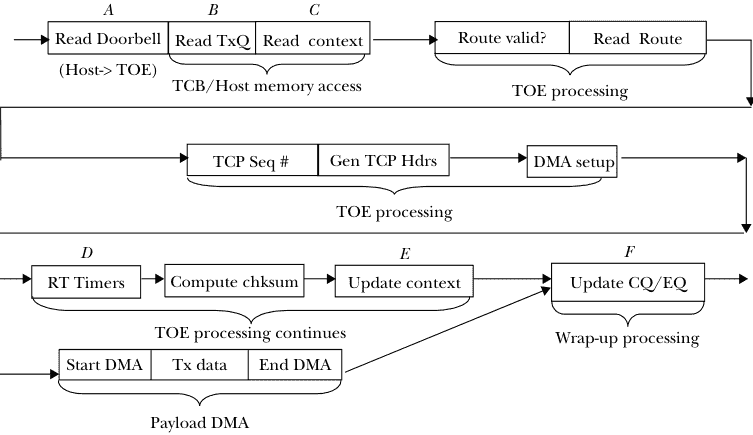 A B C
Read Doorbell Read TxQ Read context Route valid? Read Route
(Host-> TOE)
TCB/Host memory access
TOE processing
TCP Seq # Gen TCP Hdrs DMA setup
TOE processing
D E F
RT Timers Compute chksum Update context Update CQ/EQ
TOE processing continues
Wrap-up processing
Start DMA Tx data End DMA
Payload DMA